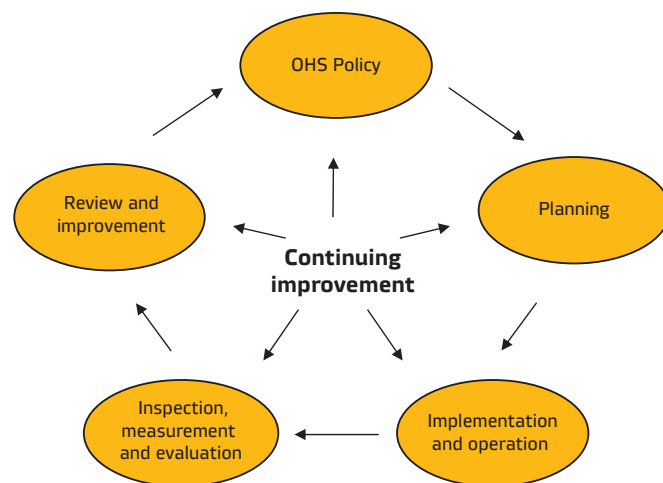 OHS Policy
Review and
improvement
Planning
Continuing
improvement
Inspection,
measurement
and evaluation
Implementation
and operation